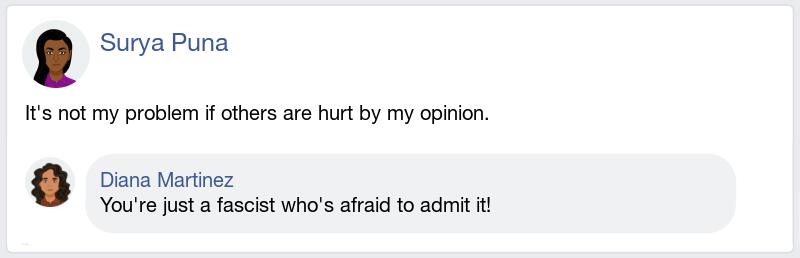 Surya Puna
It's not my problem if others are hurt by my opinion.
Diana Martinez
You're just a fascist who's afraid to admit it!